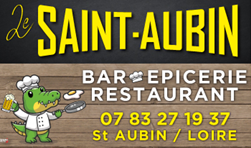 Le SAINT-AUBIN
BAR EPICERIE
RESTAURANT
07 83 27 19 37
St AUBIN / LOIRE